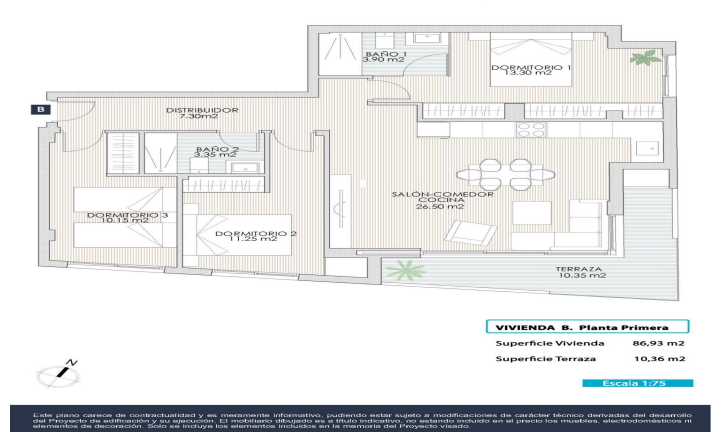 BAÑO 1
3.90 m2
DORMITORIO 1
13.30 m2
B
DISTRIBUIDOR
7.30m2
BAÑO 2
3.35 m2
SALÓN-COMEDOR
COCINA
26.50 m2
DORMITORIO 3
10.15 m2
DORMITORIO 2
11.25 m2
TERRAZA
10.35 m2
VIVIENDA B. Planta Primera
Superficie Vivienda 86,93 m2
Superficie Terraza 10,36 m2
Escala 1:75
N
Este plano carece de contractualidad y es meramente informativo, pudiendo estar sujeto a modificaciones de carácter técnico derivadas del desarrollo
del Proyecto de edificación y su ejecución. El mobiliario dibujado es a título indicativo, no estando incluido en el precio los muebles, electrodomésticos ni
elementos de decoración. Solo se incluye los elementos incluidos en la memoria del Proyecto visado.